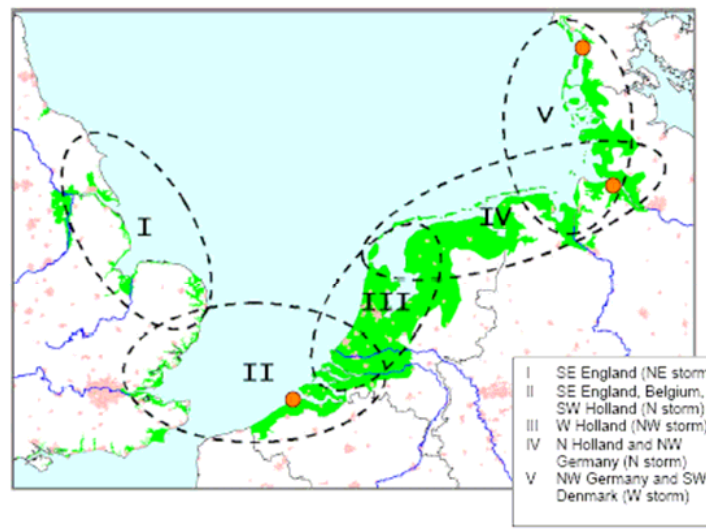 V
IV
I
III
II
I SE England (NE storm
II SE England, Belgium,
SW Holland (N storm)
III W Holland (NW storm)
IV N Holland and NW
Germany (N storm)
V NW Germany and SW
Denmark (W storm)